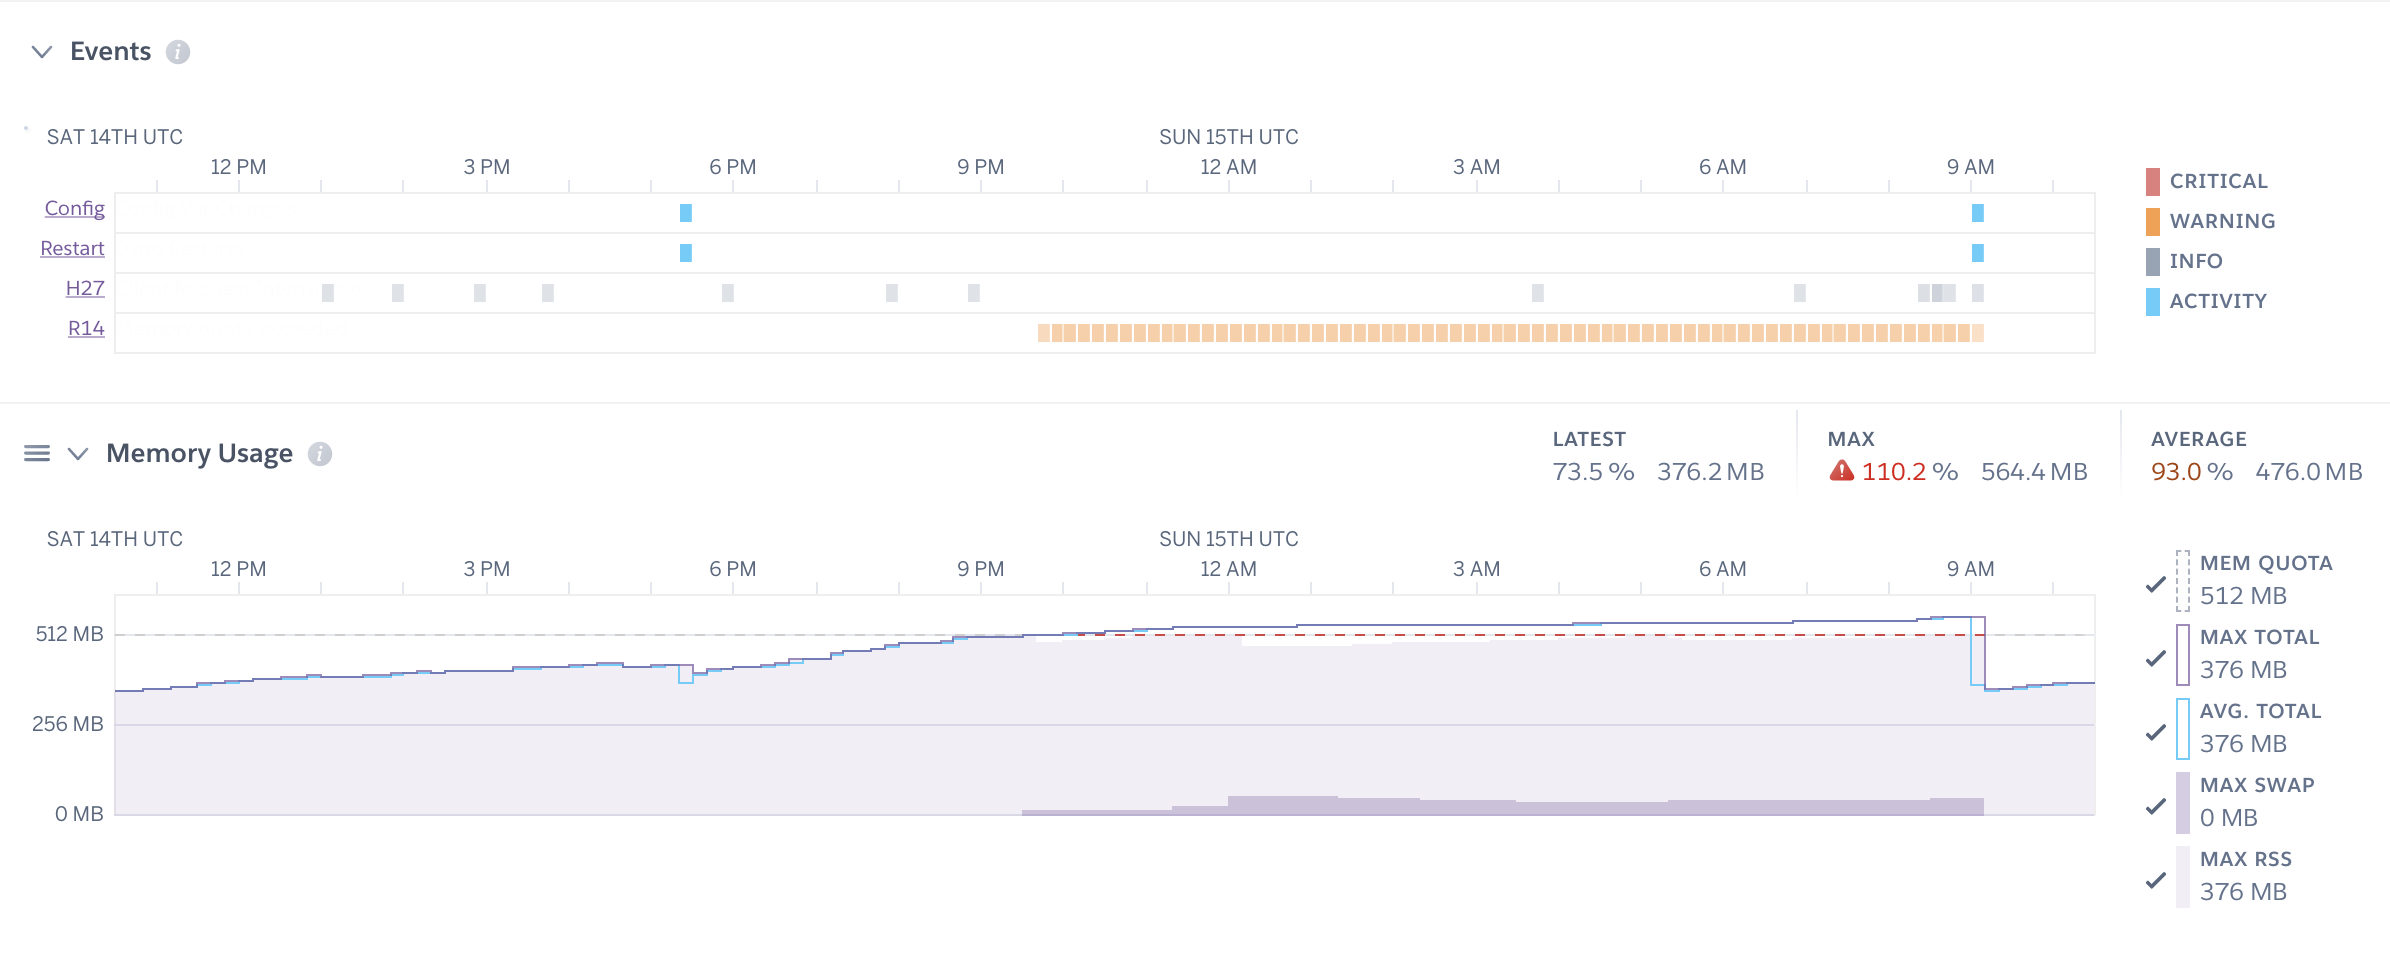 Events
SAT 14TH UTC SUN 15TH UTC
12 PM 3 PM 6 PM 9 PM 12 AM 3 AM 6 AM 9 AM
Config
Restart
H27
R14
CRITICAL
WARNING
INFO
ACTIVITY
Memory Usage
LATEST
73.5 % 376.2 MB
MAX
110.2 % 564.4 MB
AVERAGE
93.0 % 476.0 MB
SAT 14TH UTC SUN 15TH UTC
12 PM 3 PM 6 PM 9 PM 12 AM 3 AM 6 AM 9 AM
512 MB
256 MB
0 MB
MEM QUOTA
512 MB
MAX TOTAL
376 MB
AVG. TOTAL
376 MB
MAX SWAP
0 MB
MAX RSS
376 MB